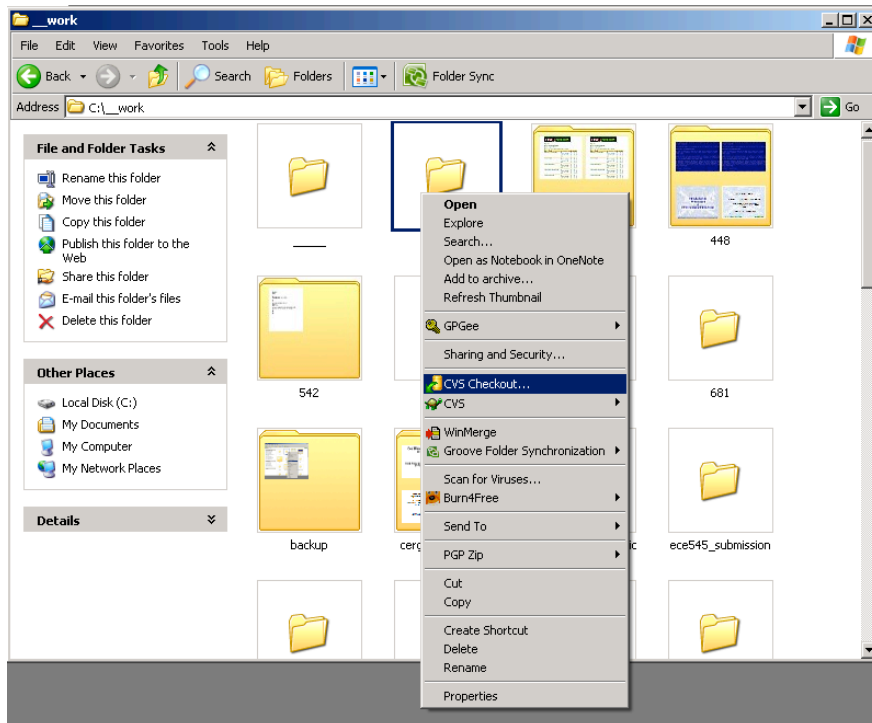 __work
File Edit View Favorites Tools Help
Back Search Folders Folder Sync
Address C:\__work Go
File and Folder Tasks
Rename this folder
Move this folder
Copy this folder
Publish this folder to the
Web
Share this folder
E-mail this folder's files
Delete this folder
Other Places
Local Disk (C:)
My Documents
My Computer
My Network Places
Details
448
542
681
backup
cerg
ic
ece545_submission
Open
Explore
Search...
Open as Notebook in OneNote
Add to archive...
Refresh Thumbnail
GPGee
Sharing and Security...
CVS Checkout...
CVS
WinMerge
Groove Folder Synchronization
Scan for Viruses...
Burn4Free
Send To
PGP Zip
Cut
Copy
Create Shortcut
Delete
Rename
Properties